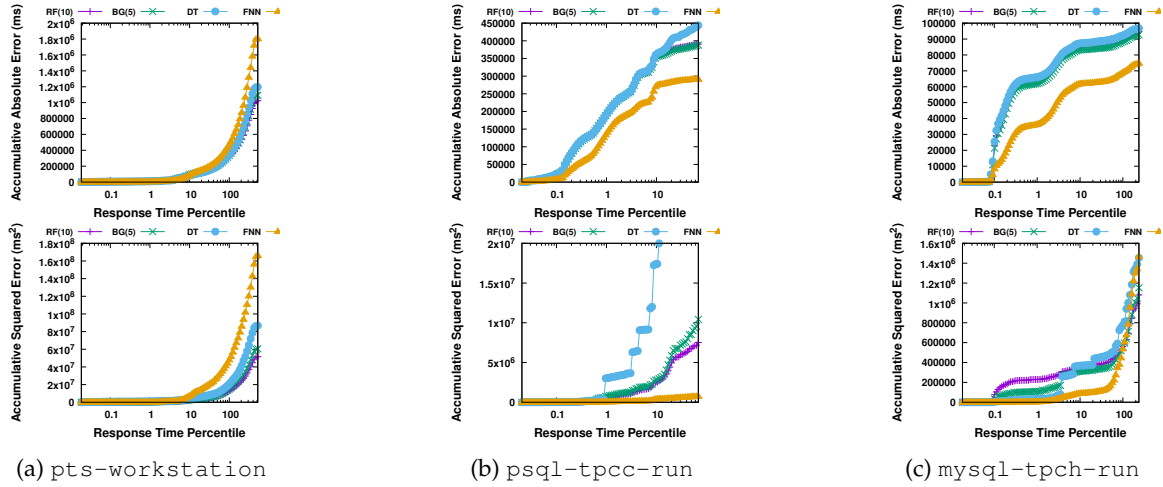 RF(10) BG(5) DT FNN
Accumulative Absolute Error (ms)
2x10^6
1.8x10^6
1.6x10^6
1.4x10^6
1.2x10^6
1x10^6
800000
600000
400000
200000
0
0.1 1 10 100
Response Time Percentile
RF(10) BG(5) DT FNN
Accumulative Absolute Error (ms)
450000
400000
350000
300000
250000
200000
150000
100000
50000
0
0.1 1 10
Response Time Percentile
RF(10) BG(5) DT FNN
Accumulative Absolute Error (ms)
100000
90000
80000
70000
60000
50000
40000
30000
20000
10000
0
0.1 1 10 100
Response Time Percentile
RF(10) BG(5) DT FNN
Accumulative Squared Error (ms²)
1.8x10^8
1.6x10^8
1.4x10^8
1.2x10^8
1x10^8
8x10^7
6x10^7
4x10^7
2x10^7
0
0.1 1 10 100
Response Time Percentile
RF(10) BG(5) DT FNN
Accumulative Squared Error (ms²)
2x10^7
1.5x10^7
1x10^7
5x10^6
0
0.1 1 10
Response Time Percentile
RF(10) BG(5) DT FNN
Accumulative Squared Error (ms²)
1.6x10^6
1.4x10^6
1.2x10^6
1x10^6
800000
600000
400000
200000
0
0.1 1 10 100
Response Time Percentile
(a) pts-workstation
(b) psql-tpcc-run
(c) mysql-tpch-run